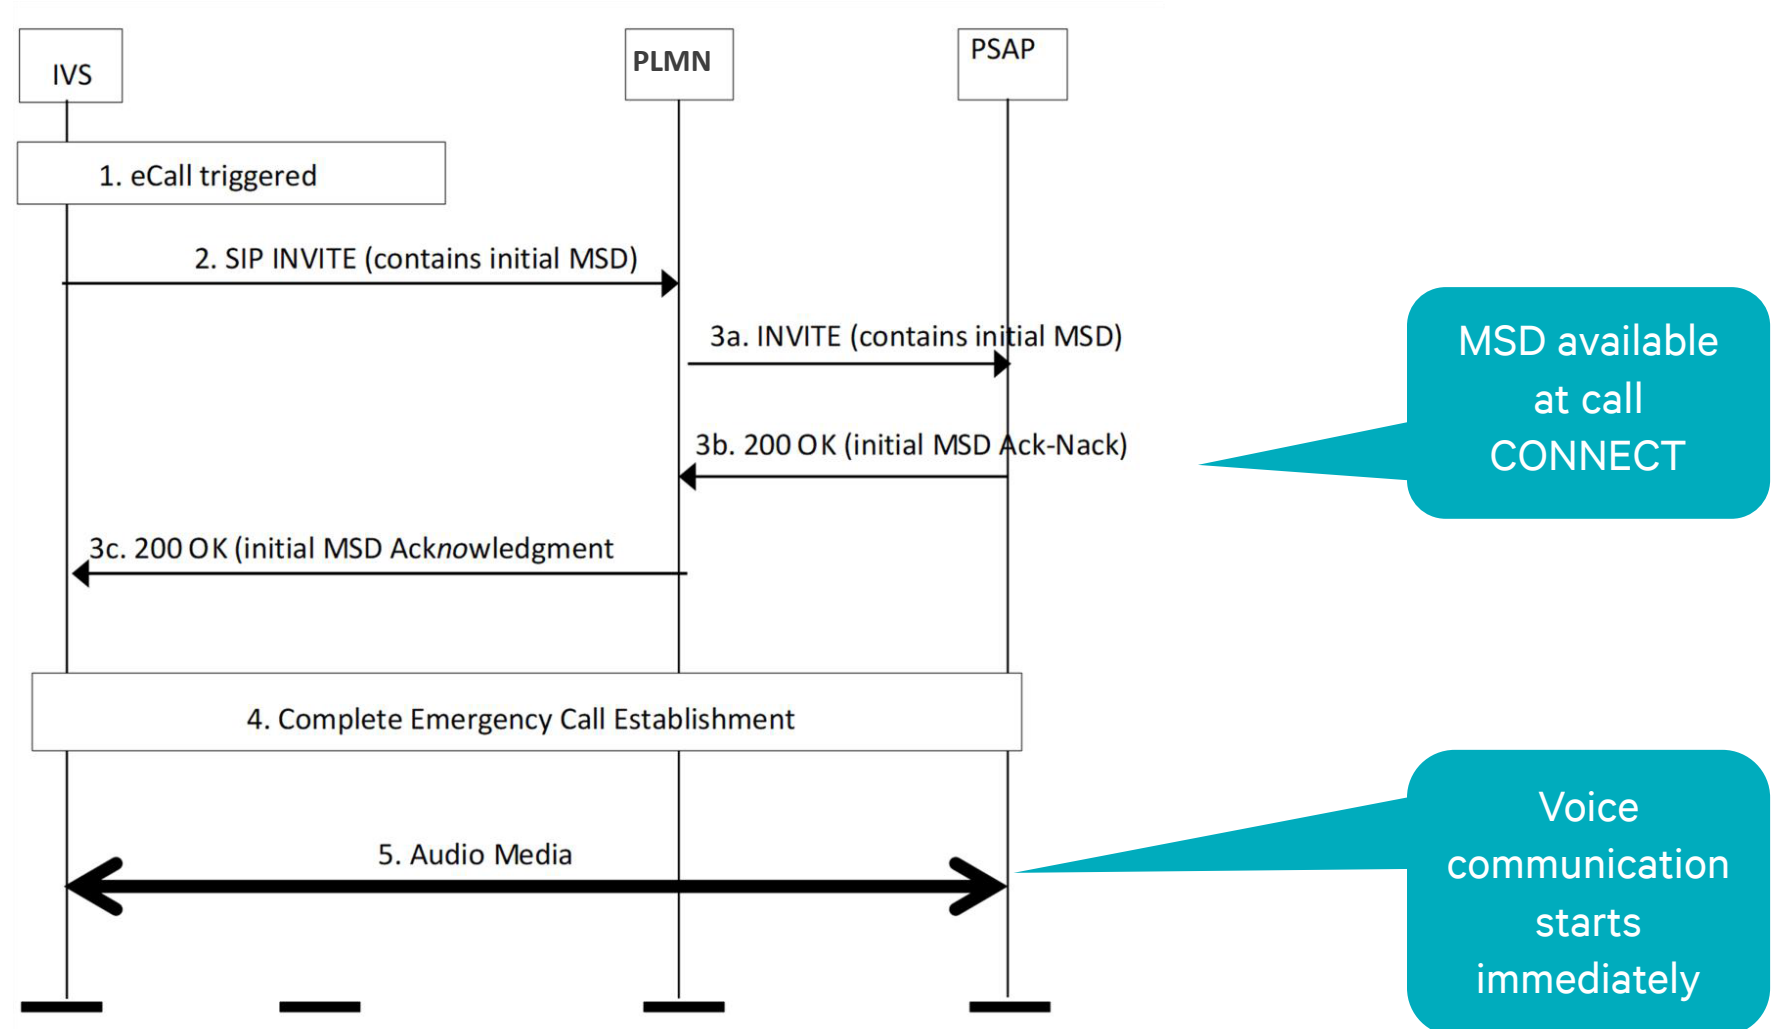 IVS
PLMN
PSAP
1. eCall triggered
2. SIP INVITE (contains initial MSD)
3a. INVITE (contains initial MSD)
MSD available
at call
CONNECT
3b. 200 OK (initial MSD Ack-Nack)
3c. 200 OK (initial MSD Acknowledgment
4. Complete Emergency Call Establishment
5. Audio Media
Voice
communication
starts
immediately